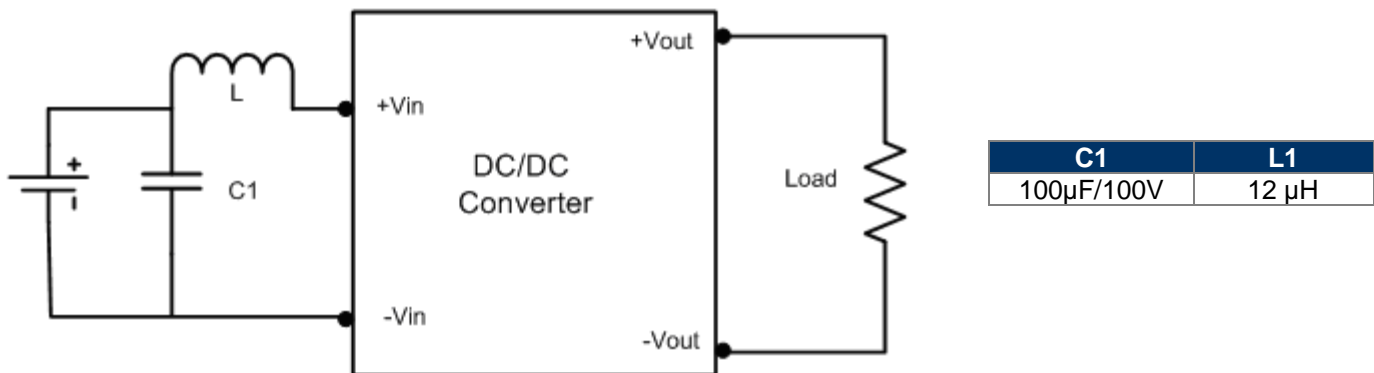 +Vout
L
+Vin
DC/DC
Converter
C1
Load
-Vin
-Vout
+
-
C1 L1
100µF/100V 12 µH